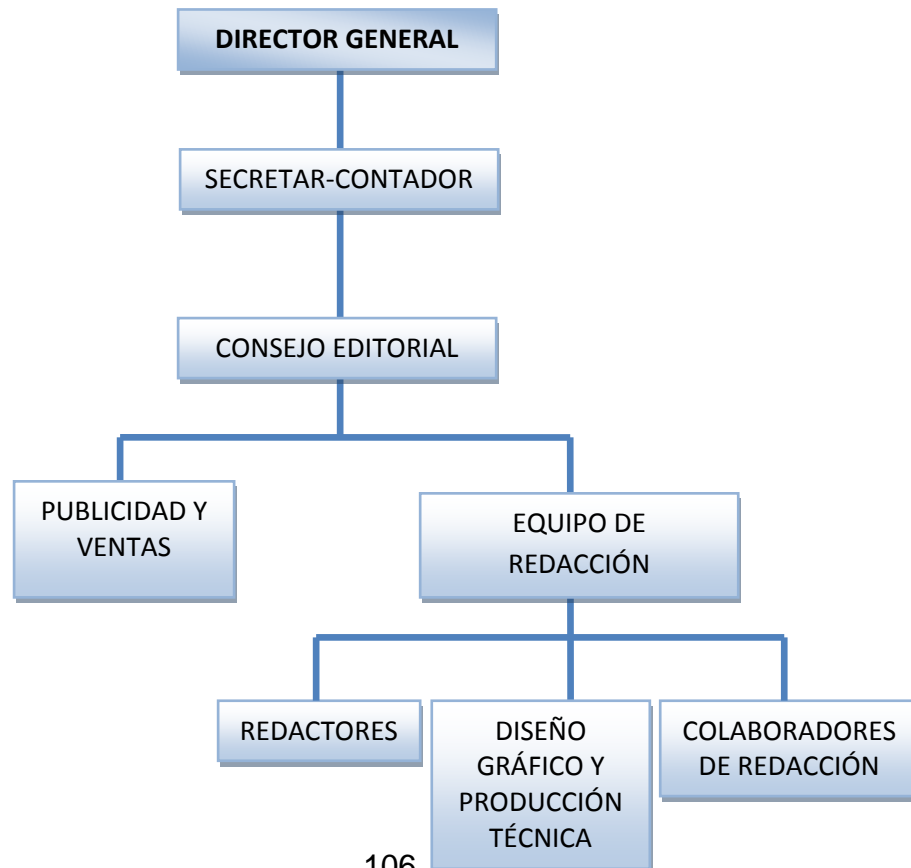 DIRECTOR GENERAL
SECRETAR-CONTADOR
CONSEJO EDITORIAL
PUBLICIDAD Y
VENTAS
EQUIPO DE
REDACCIÓN
REDACTORES
DISEÑO
GRÁFICO Y
PRODUCCIÓN
TÉCNICA
COLABORADORES
DE REDACCIÓN
106